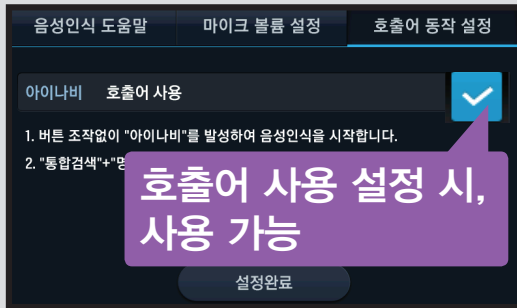 음성인식 도움말 마이크 볼륨 설정 호출어 동작 설정
아이나비 호출어 사용
1. 버튼 조작없이 "아이나비"를 발성하여 음성인식을 시작합니다.
2. "통합검색"+"명
호출어 사용 설정 시,
사용 가능
설정완료